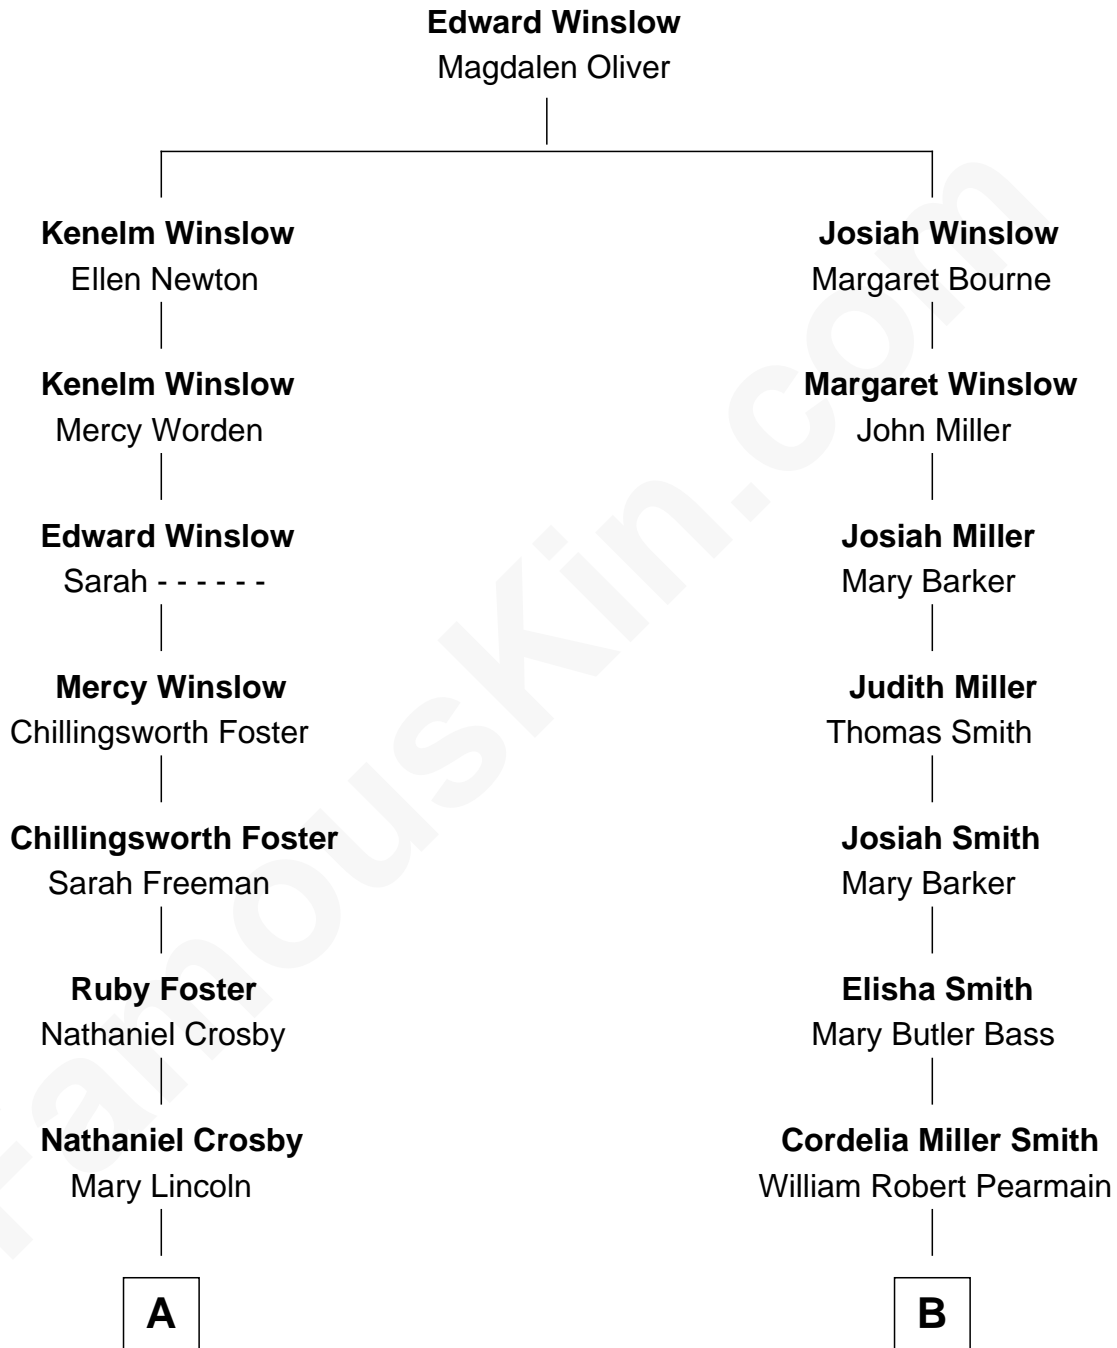 Edward Winslow
Magdalen Oliver
Kenelm Winslow
Ellen Newton
Josiah Winslow
Margaret Bourne
Kenelm Winslow
Mercy Worden
Margaret Winslow
John Miller
Edward Winslow
Sarah - - - - - -
Josiah Miller
Mary Barker
Mercy Winslow
Chillingsworth Foster
Judith Miller
Thomas Smith
Chillingsworth Foster
Sarah Freeman
Josiah Smith
Mary Barker
Ruby Foster
Nathaniel Crosby
Elisha Smith
Mary Butler Bass
Nathaniel Crosby
Mary Lincoln
Cordelia Miller Smith
William Robert Pearmain
A
B
FamousKin.com